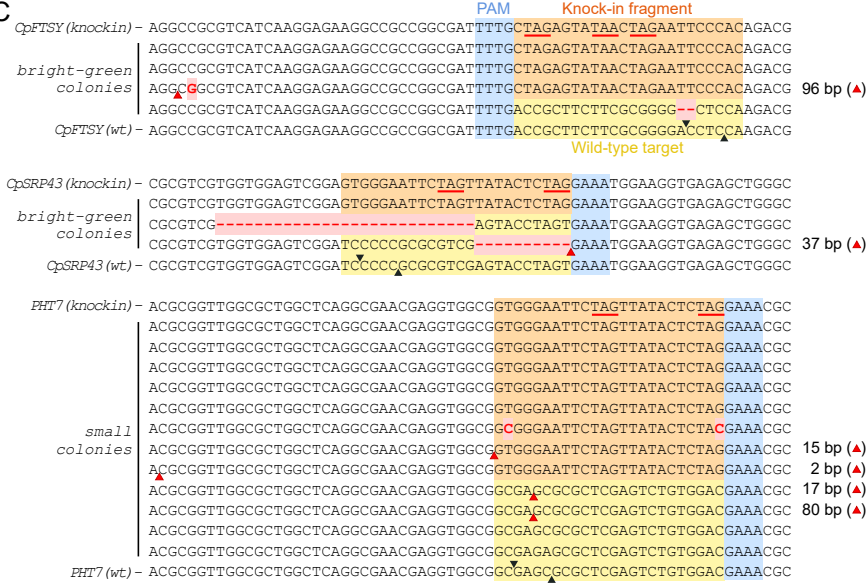 C
PAM Knock-in fragment
CpFTSY(knockin)- AGGCCGCGTCATCAAGGAGAAGGCCGCCGGCGATTTTGCTAGAGTATAACTAGAATTCCCACAGACG
AGGCCGCGTCATCAAGGAGAAGGCCGCCGGCGATTTTGCTAGAGTATAACTAGAATTCCCACAGACG
bright-green AGGCCGCGTCATCAAGGAGAAGGCCGCCGGCGATTTTGCTAGAGTATAACTAGAATTCCCACAGACG
colonies AGGCGGCGTCATCAAGGAGAAGGCCGCCGGCGATTTTGCTAGAGTATAACTAGAATTCCCACAGACG 96 bp (▲)
AGGCCGCGTCATCAAGGAGAAGGCCGCCGGCGATTTTGACCGCTTCTTCGCGGGG--CTCCAAGACG
CpFTSY(wt)- AGGCCGCGTCATCAAGGAGAAGGCCGCCGGCGATTTTGACCGCTTCTTCGCGGGGACCTCCAAGACG
Wild-type target
CpSRP43(knockin)- CGCGTCGTGGTGGAGTCGGAGTGGGAATTCTAGTTATACTCTAGGAAATGGAAGGTGAGAGCTGGGC
CGCGTCGTGGTGGAGTCGGAGTGGGAATTCTAGTTATACTCTAGGAAATGGAAGGTGAGAGCTGGGC
bright-green CGCGTCG---------------------------AGTACCTAGTGAAATGGAAGGTGAGAGCTGGGC
colonies CGCGTCGTGGTGGAGTCGGATCCCCCGCGCGTCG----------GAAATGGAAGGTGAGAGCTGGGC 37 bp (▲)
CpSRP43(wt)- CGCGTCGTGGTGGAGTCGGATCCCCCGCGCGTCGAGTACCTAGTGAAATGGAAGGTGAGAGCTGGGC
PHT7(knockin)- ACGCGGTTGGCGCTGGCTCAGGCGAACGAGGTGGCGGTGGGAATTCTAGTTATACTCTAGGAAACGC
ACGCGGTTGGCGCTGGCTCAGGCGAACGAGGTGGCGGTGGGAATTCTAGTTATACTCTAGGAAACGC
ACGCGGTTGGCGCTGGCTCAGGCGAACGAGGTGGCGGTGGGAATTCTAGTTATACTCTAGGAAACGC
ACGCGGTTGGCGCTGGCTCAGGCGAACGAGGTGGCGGTGGGAATTCTAGTTATACTCTAGGAAACGC
ACGCGGTTGGCGCTGGCTCAGGCGAACGAGGTGGCGGTGGGAATTCTAGTTATACTCTAGGAAACGC
ACGCGGTTGGCGCTGGCTCAGGCGAACGAGGTGGCGGTGGGAATTCTAGTTATACTCTAGGAAACGC
small ACGCGGTTGGCGCTGGCTCAGGCGAACGAGGTGGCGGCGGGAATTCTAGTTATACTCTACGAAACGC
colonies ACGCGGTTGGCGCTGGCTCAGGCGAACGAGGTGGCGGTGGGAATTCTAGTTATACTCTAGGAAACGC 15 bp (▲)
ACGCGGTTGGCGCTGGCTCAGGCGAACGAGGTGGCGGTGGGAATTCTAGTTATACTCTAGGAAACGC 2 bp (▲)
ACGCGGTTGGCGCTGGCTCAGGCGAACGAGGTGGCGGCGAGCGCGCTCGAGTCTGTGGACGAAACGC 17 bp (▲)
ACGCGGTTGGCGCTGGCTCAGGCGAACGAGGTGGCGGCGAGCGCGCTCGAGTCTGTGGACGAAACGC 80 bp (▲)
ACGCGGTTGGCGCTGGCTCAGGCGAACGAGGTGGCGGCGAGCGCGCTCGAGTCTGTGGACGAAACGC
ACGCGGTTGGCGCTGGCTCAGGCGAACGAGGTGGCGGCGAGAGCGCTCGAGTCTGTGGACGAAACGC
PHT7(wt)- ACGCGGTTGGCGCTGGCTCAGGCGAACGAGGTGGCGGCGAGCGCGCTCGAGTCTGTGGACGAAACGC